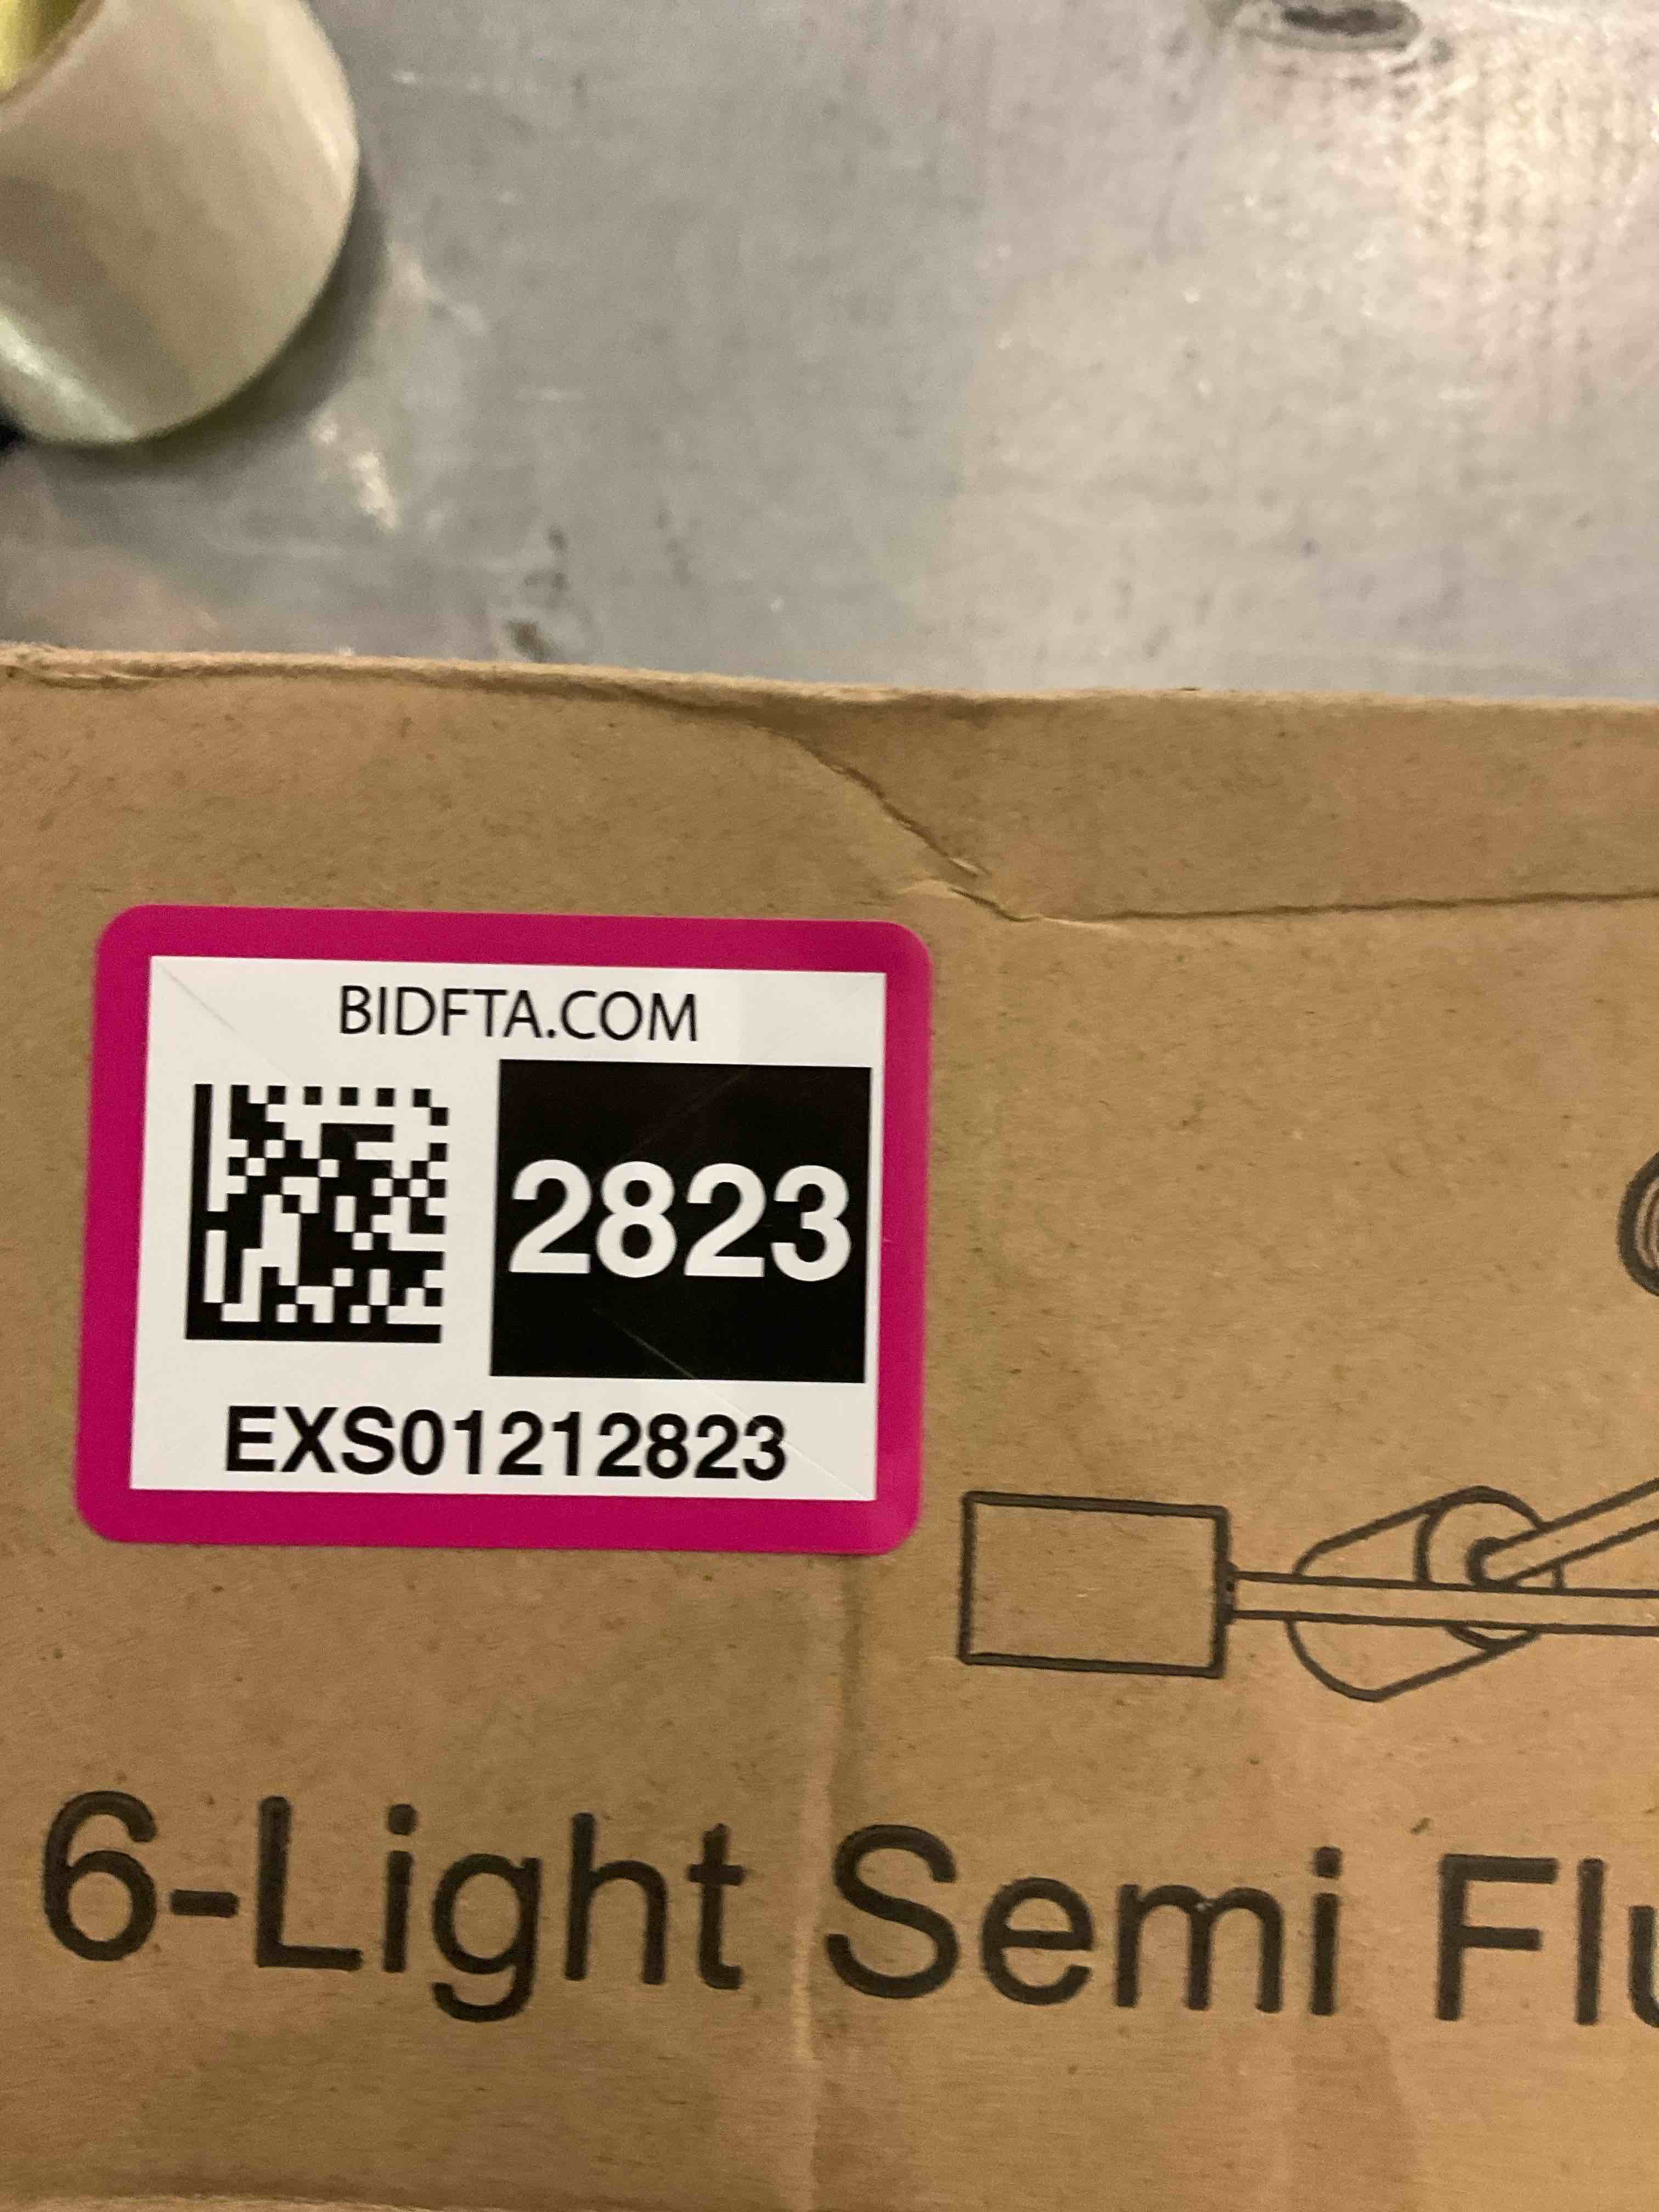 BIDFTA.COM
2823
EXS01212823
6-Light Semi Flu